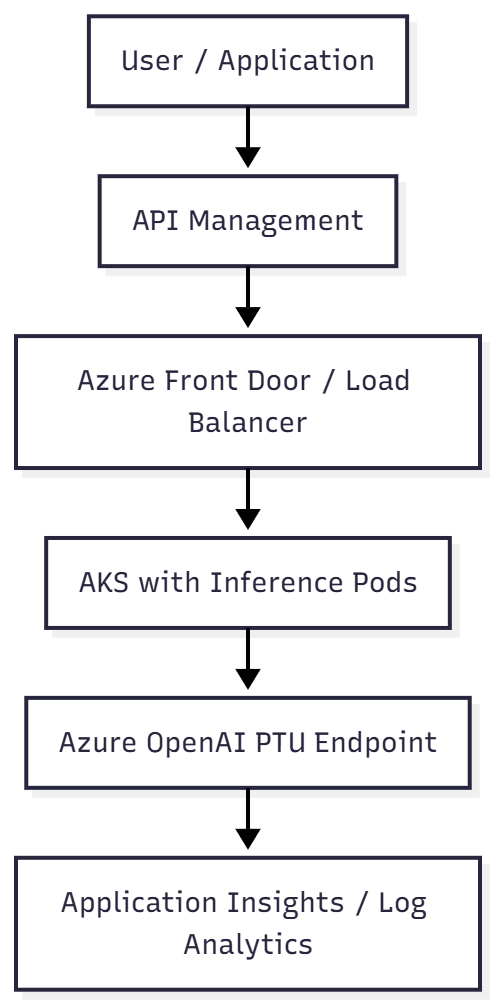 User / Application
API Management
Azure Front Door / Load
Balancer
AKS with Inference Pods
Azure OpenAI PTU Endpoint
Application Insights / Log
Analytics